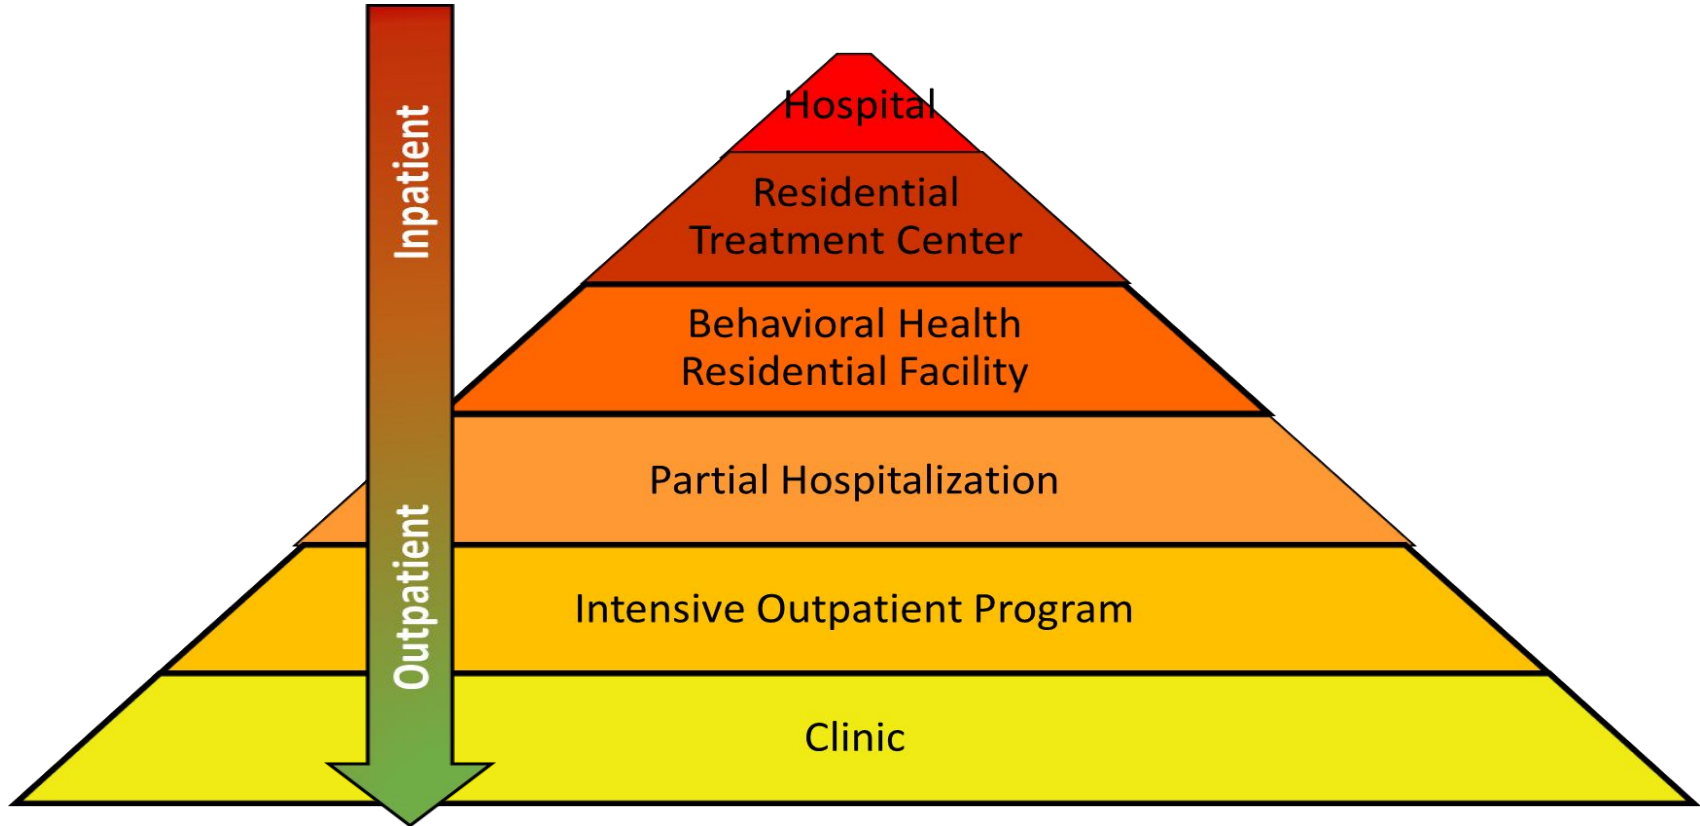 Inpatient
Outpatient
Hospital
Residential
Treatment Center
Behavioral Health
Residential Facility
Partial Hospitalization
Intensive Outpatient Program
Clinic